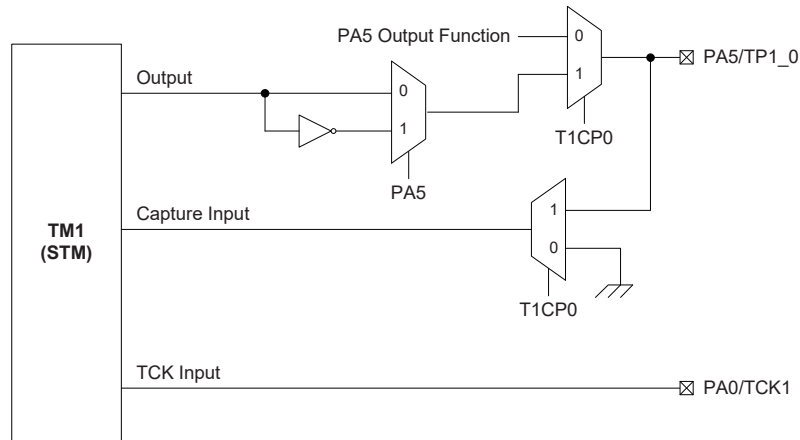 PA5 Output Function
0
1
T1CP0
PA5/TP1_0
Output
0
1
PA5
TM1
(STM)
Capture Input
1
0
T1CP0
TCK Input
PA0/TCK1